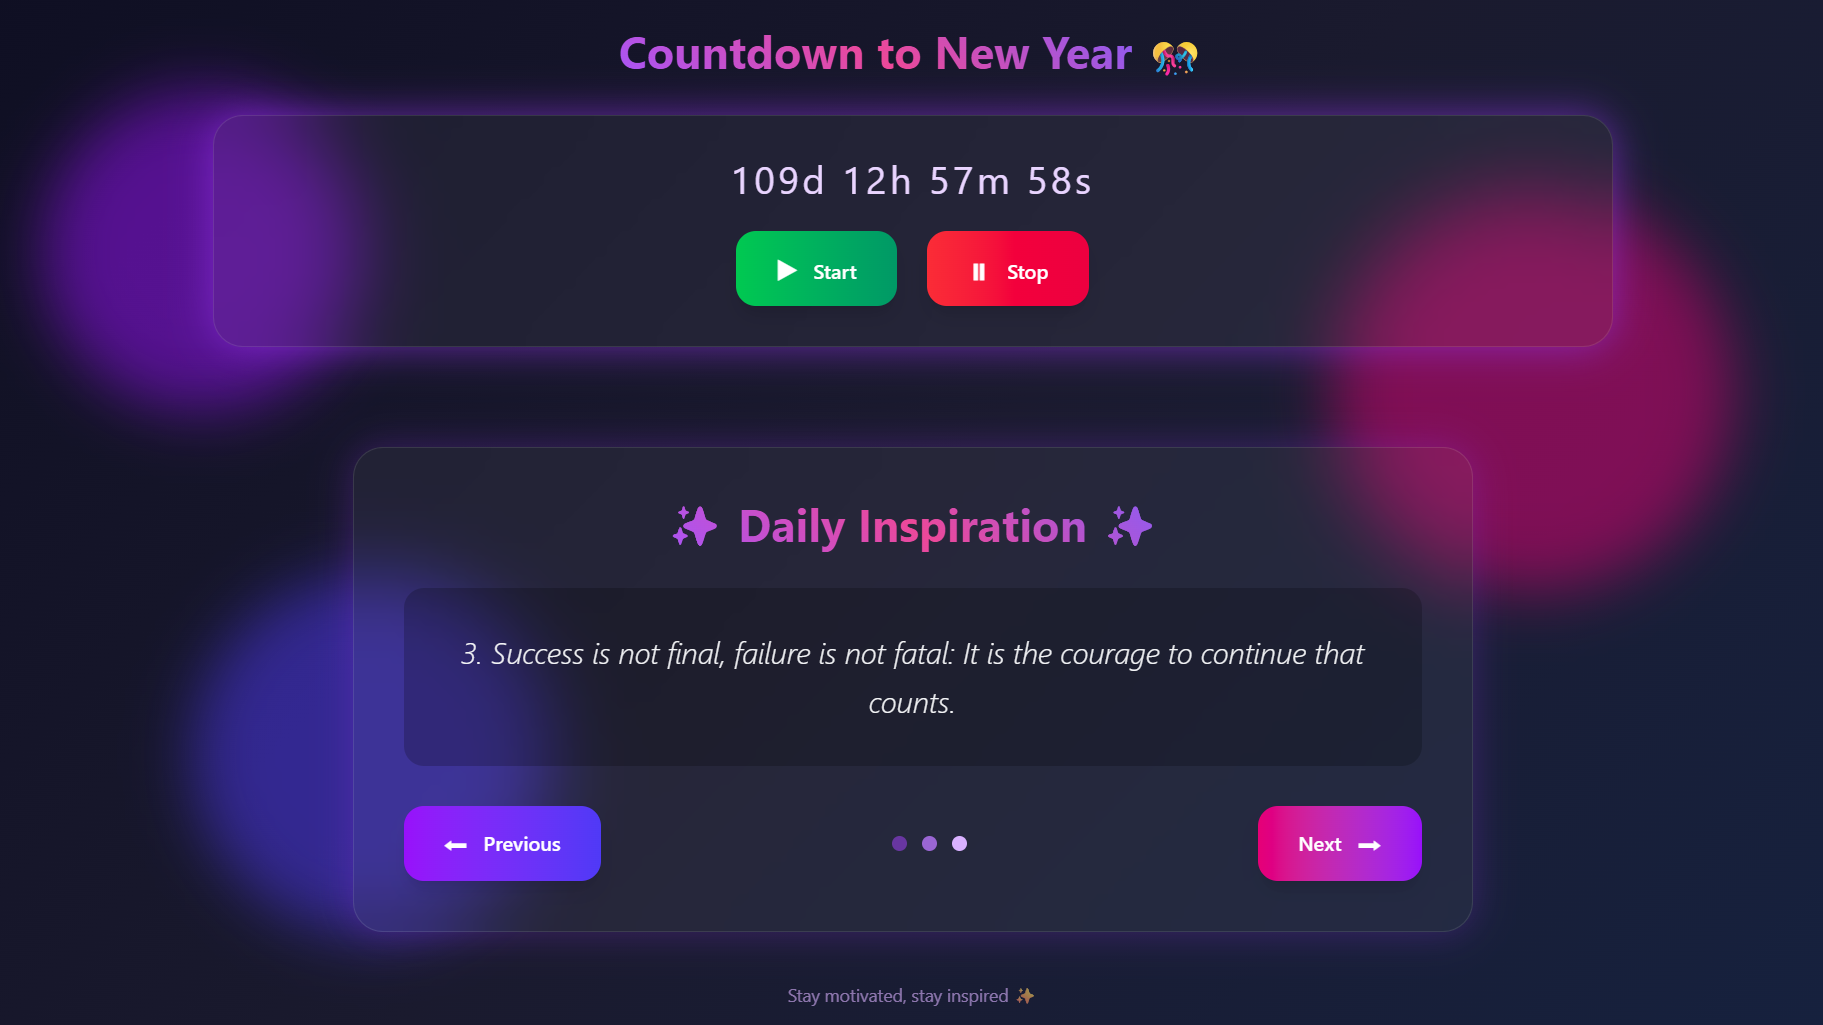 Countdown to New Year 🎊
109d 12h 57m 58s
▶ Start
⏸ Stop
✨ Daily Inspiration ✨
3. Success is not final, failure is not fatal: It is the courage to continue that
counts.
← Previous
Next →
Stay motivated, stay inspired ✨